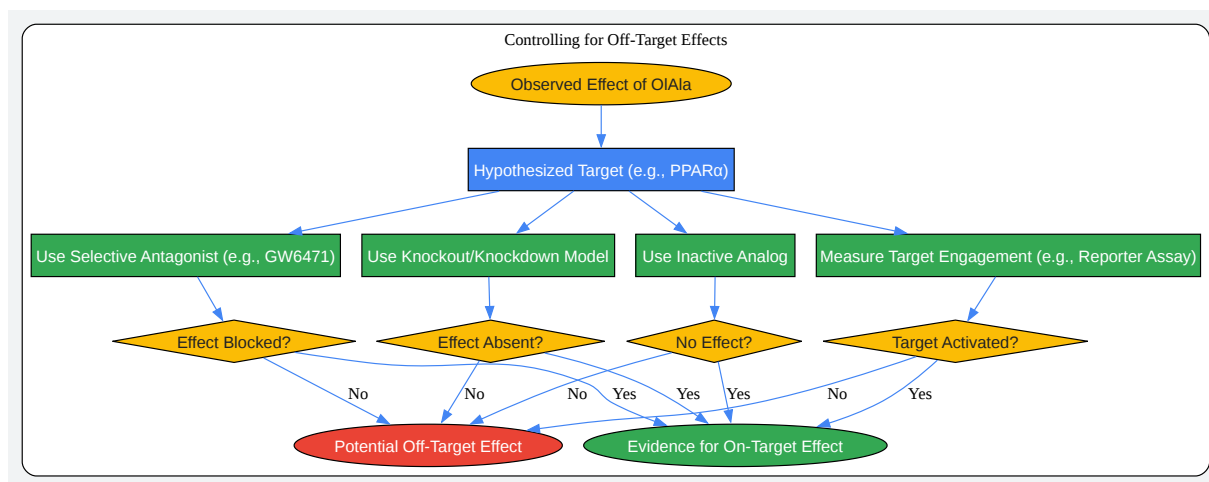 Controlling for Off-Target Effects
Observed Effect of OlAla
Hypothesized Target (e.g., PPARα)
Use Selective Antagonist (e.g., GW6471)
Use Knockout/Knockdown Model
Use Inactive Analog
Measure Target Engagement (e.g., Reporter Assay)
Effect Blocked?
Effect Absent?
No Effect?
Target Activated?
No
No
No
Yes
Yes
Yes
No
Yes
Potential Off-Target Effect
Evidence for On-Target Effect